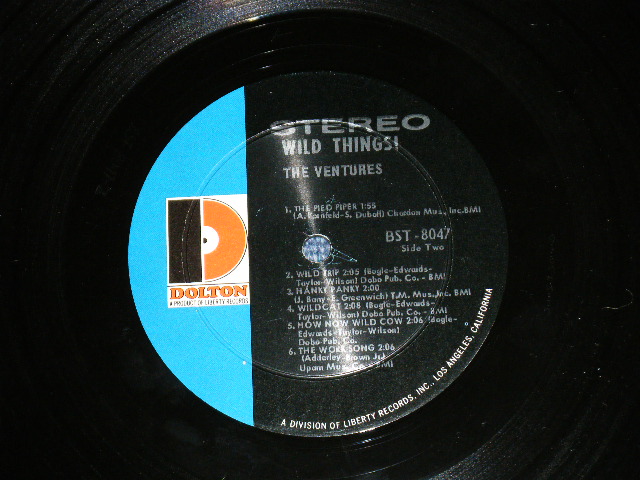 STEREO
WILD THINGS!
THE VENTURES
1. THE PIED PIPER 1:55
(A. Kornfeld-S. Duboff) Chardon Mus., Inc. BMI
BST - 8047
Side Two
2. WILD TRIP 2:05 (Bogle-Edwards-
Taylor-Wilson) Dobo Pub. Co. - BMI
3. HANKY PANKY 2:00
(J. Barry-E. Greenwich) T.M. Mus., Inc. BMI
4. WILDCAT 2:08 (Bogle-Edwards-
Taylor-Wilson) Dobo Pub. Co. - BMI
5. HOW NOW WILD COW 2:06 (Bogle-
Edwards-Taylor-Wilson)
Dobo Pub. Co.
6. THE WORK SONG 2:06
(Adderley-Brown Jr.)
Upam Mus. Co. - BMI
DOLTON
A PRODUCT OF LIBERTY RECORDS
A DIVISION OF LIBERTY RECORDS, INC., LOS ANGELES, CALIFORNIA